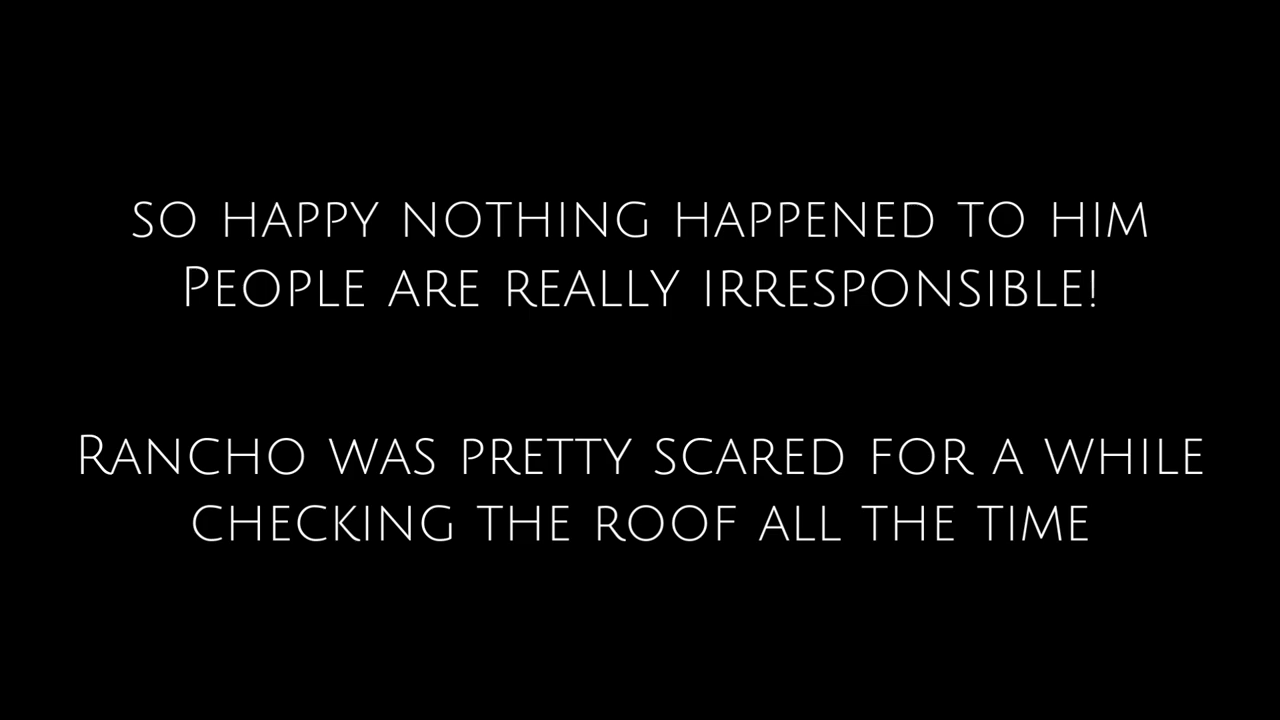 so happy nothing happened to him
People are really irresponsible!
Rancho was pretty scared for a while
checking the roof all the time